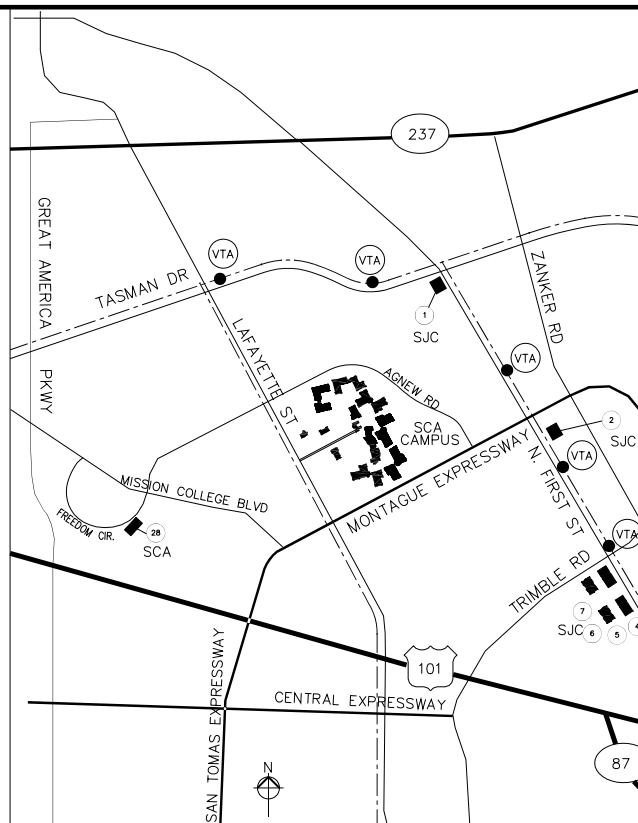 237
GREAT AMERICA PKWY
TASMAN DR
VTA
VTA
ZANKER RD
1
SJC
LAFAYETTE ST
VTA
AGNEW RD
SCA
CAMPUS
2
SJC
MONTAGUE EXPRESSWAY
N. FIRST ST
VTA
MISSION COLLEGE BLVD
FREEDOM CIR.
28
SCA
VTA
TRIMBLE RD
7
SJC
6
5
4
101
SAN TOMAS EXPRESSWAY
CENTRAL EXPRESSWAY
N
87